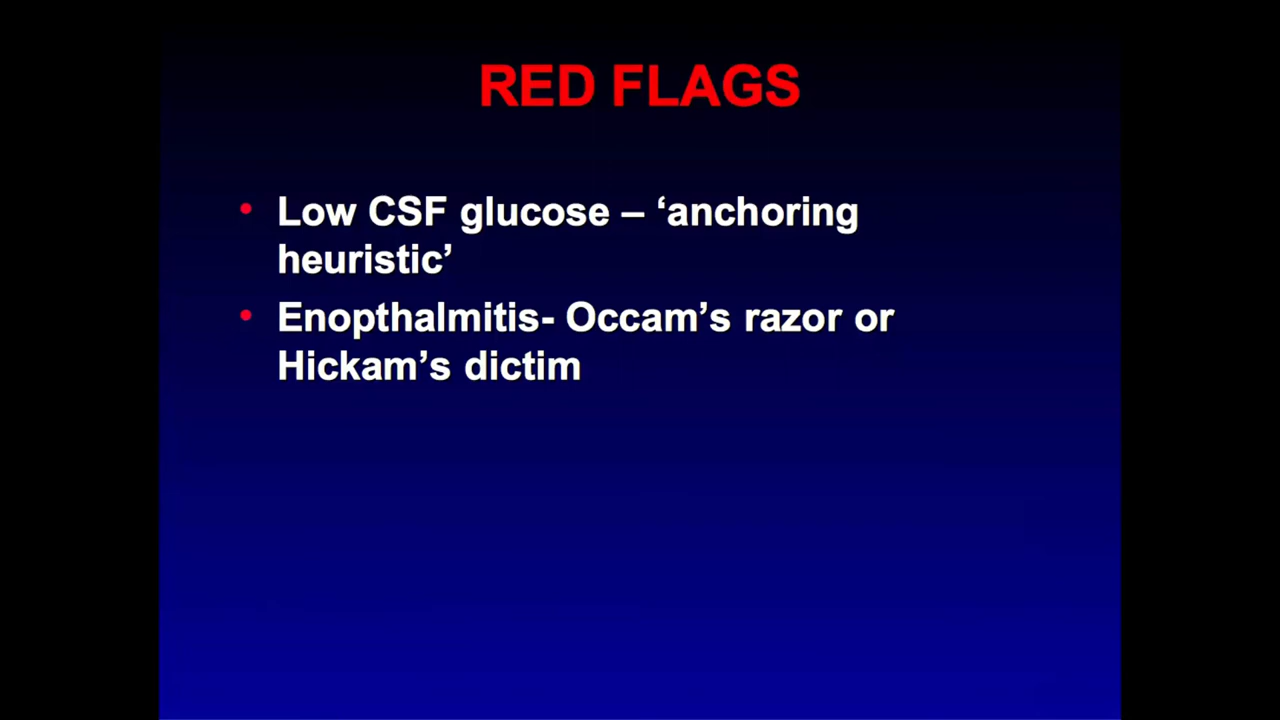 RED FLAGS
• Low CSF glucose – ‘anchoring
heuristic’
• Enopthalmitis- Occam’s razor or
Hickam’s dictim